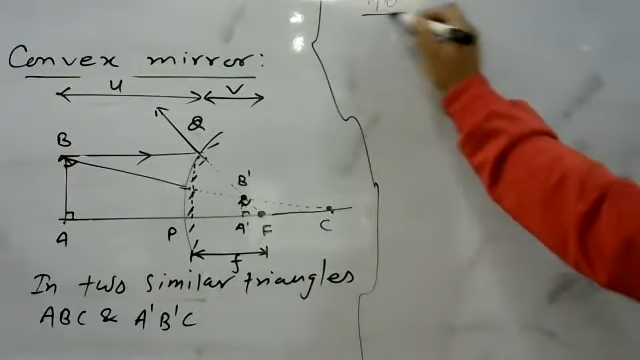 Convex mirror:
u
v
Q
B
B'
A
P
A'
F
C
f
In two similar triangles
ABC & A'B'C